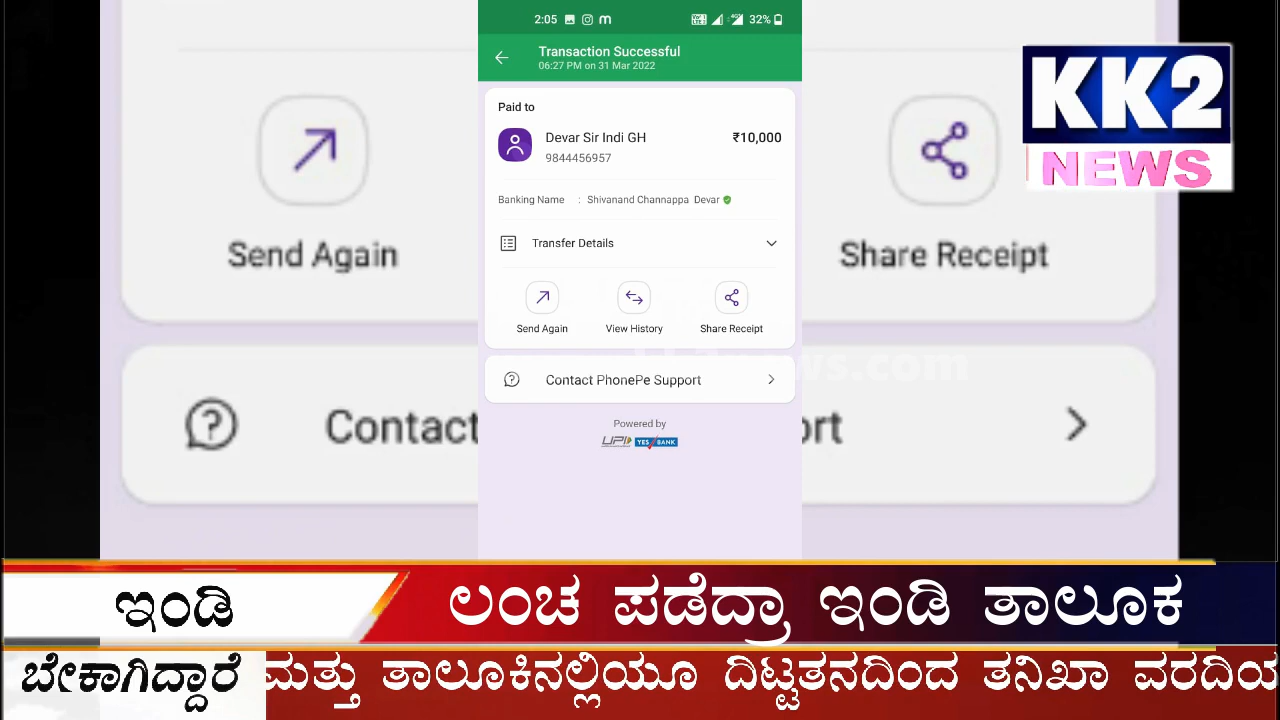 2:05 m 32%
Transaction Successful
06:27 PM on 31 Mar 2022
KK2
NEWS
Paid to
Devar Sir Indi GH ₹10,000
9844456957
Banking Name : Shivanand Channappa Devar
Transfer Details
Send Again
Share Receipt
Send Again View History Share Receipt
ws.com
Contact PhonePe Support
Contact
ort
Powered by
UPI YES BANK
ಇಂಡಿ
ಲಂಚ ಪಡೆದ್ರಾ ಇಂಡಿ ತಾಲೂಕ
ಬೇಕಾಗಿದ್ದಾರೆ
ಮತ್ತು ತಾಲೂಕಿನಲ್ಲಿಯೂ ದಿಟ್ಟತನದಿಂದ ತನಿಖಾ ವರದಿಯ